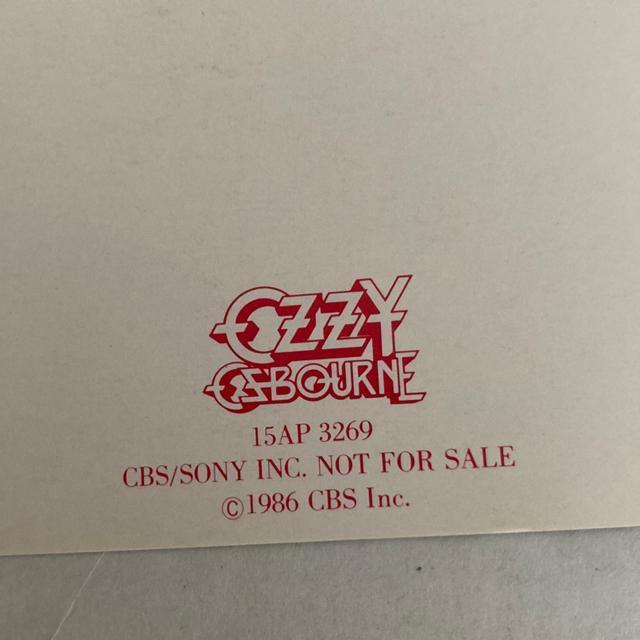 OZZY
OSBOURNE
15AP 3269
CBS/SONY INC. NOT FOR SALE
©1986 CBS Inc.